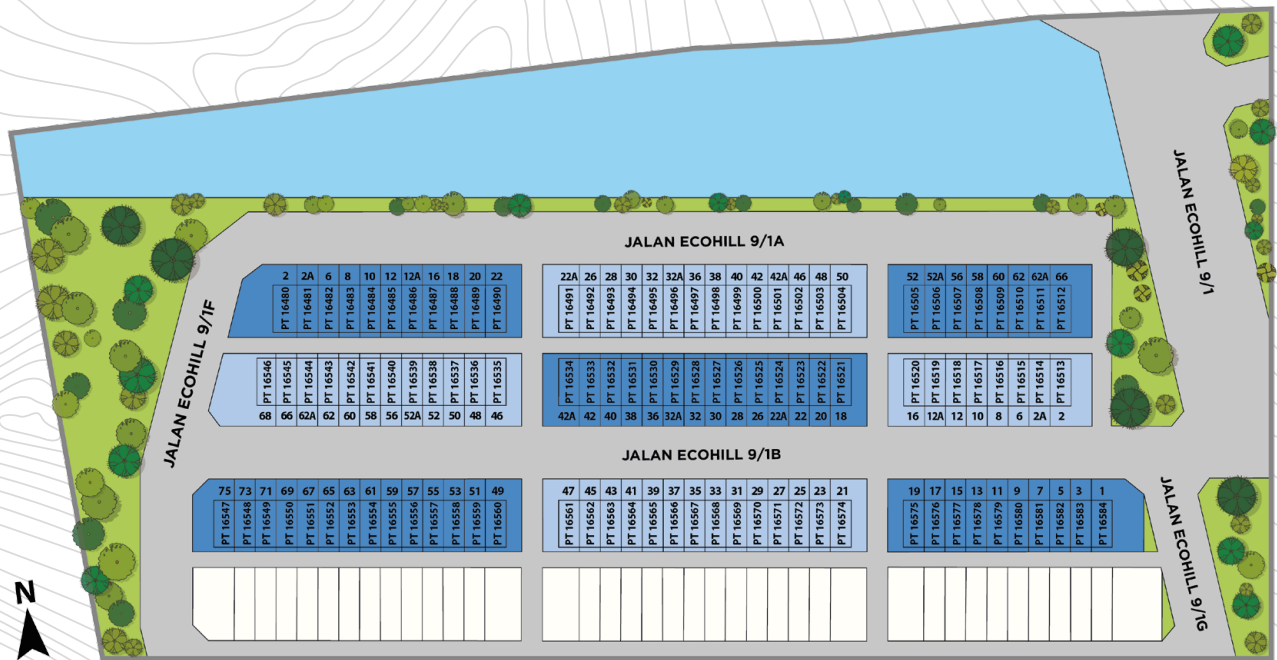 JALAN ECOHILL 9/1
JALAN ECOHILL 9/1A
2 2A 6 8 10 12 12A 16 18 20 22
PT 16480 PT 16481 PT 16482 PT 16483 PT 16484 PT 16485 PT 16486 PT 16487 PT 16488 PT 16489 PT 16490
22A 26 28 30 32 32A 36 38 40 42 42A 46 48 50
PT 16491 PT 16492 PT 16493 PT 16494 PT 16495 PT 16496 PT 16497 PT 16498 PT 16499 PT 16500 PT 16501 PT 16502 PT 16503 PT 16504
52 52A 56 58 60 62 62A 66
PT 16505 PT 16506 PT 16507 PT 16508 PT 16509 PT 16510 PT 16511 PT 16512
JALAN ECOHILL 9/1F
PT 16546 PT 16545 PT 16544 PT 16543 PT 16542 PT 16541 PT 16540 PT 16539 PT 16538 PT 16537 PT 16536 PT 16535
68 66 62A 62 60 58 56 52A 52 50 48 46
PT 16534 PT 16533 PT 16532 PT 16531 PT 16530 PT 16529 PT 16528 PT 16527 PT 16526 PT 16525 PT 16524 PT 16523 PT 16522 PT 16521
42A 42 40 38 36 32A 32 30 28 26 22A 22 20 18
PT 16520 PT 16519 PT 16518 PT 16517 PT 16516 PT 16515 PT 16514 PT 16513
16 12A 12 10 8 6 2A 2
JALAN ECOHILL 9/1B
75 73 71 69 67 65 63 61 59 57 55 53 51 49
PT 16547 PT 16548 PT 16549 PT 16550 PT 16551 PT 16552 PT 16553 PT 16554 PT 16555 PT 16556 PT 16557 PT 16558 PT 16559 PT 16560
47 45 43 41 39 37 35 33 31 29 27 25 23 21
PT 16561 PT 16562 PT 16563 PT 16564 PT 16565 PT 16566 PT 16567 PT 16568 PT 16569 PT 16570 PT 16571 PT 16572 PT 16573 PT 16574
19 17 15 13 11 9 7 5 3 1
PT 16575 PT 16576 PT 16577 PT 16578 PT 16579 PT 16580 PT 16581 PT 16582 PT 16583 PT 16584
JALAN ECOHILL 9/1G
N